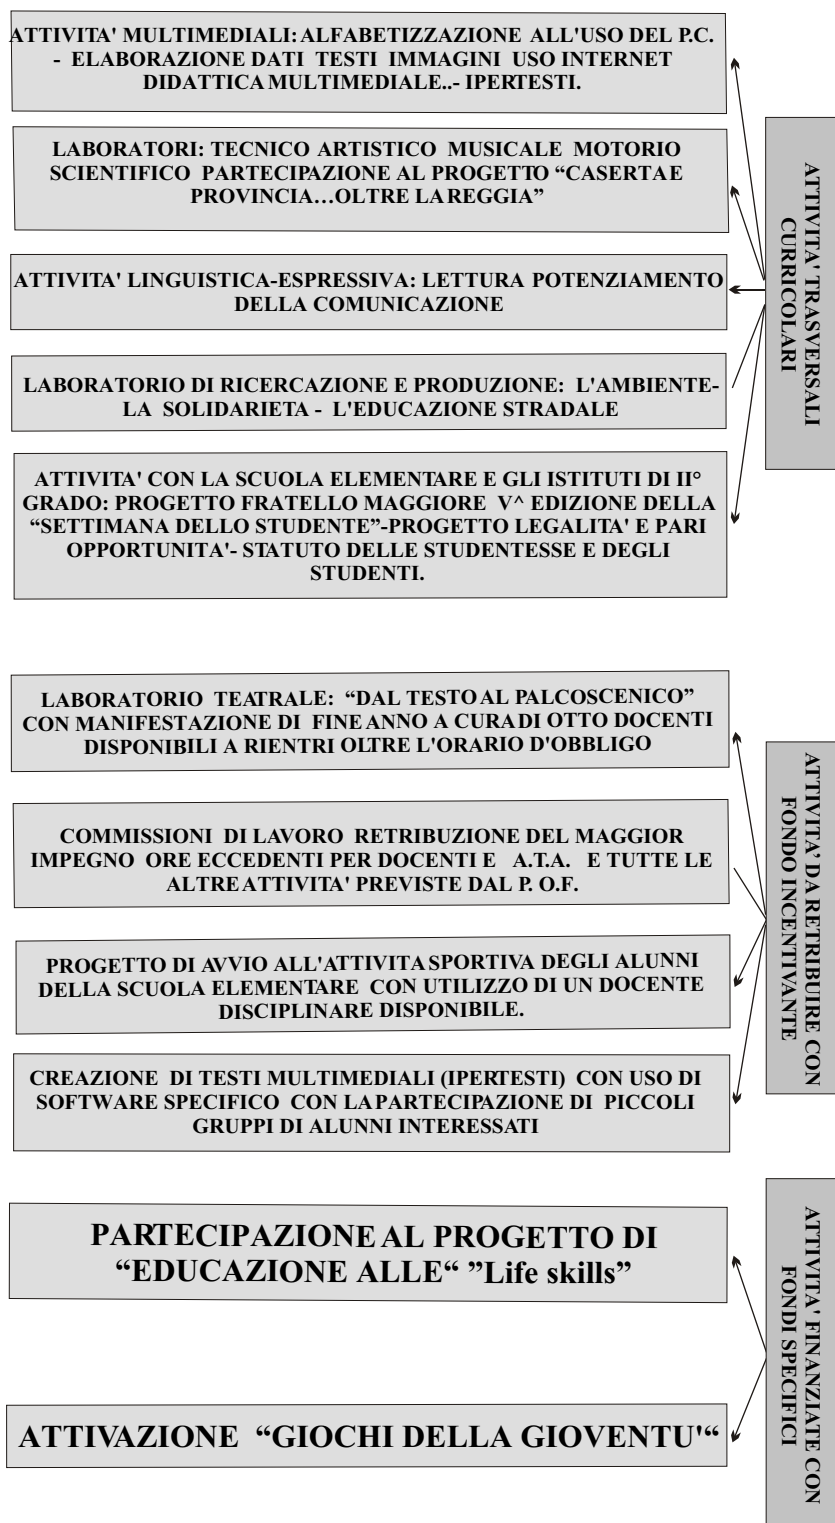 ATTIVITA' MULTIMEDIALI: ALFABETIZZAZIONE ALL'USO DEL P.C.
- ELABORAZIONE DATI TESTI IMMAGINI USO INTERNET
DIDATTICA MULTIMEDIALE..- IPERTESTI.
LABORATORI: TECNICO ARTISTICO MUSICALE MOTORIO
SCIENTIFICO PARTECIPAZIONE AL PROGETTO “CASERTA E
PROVINCIA…OLTRE LA REGGIA”
ATTIVITA' LINGUISTICA-ESPRESSIVA: LETTURA POTENZIAMENTO
DELLA COMUNICAZIONE
LABORATORIO DI RICERCAZIONE E PRODUZIONE: L'AMBIENTE-
LA SOLIDARIETA - L'EDUCAZIONE STRADALE
ATTIVITA' CON LA SCUOLA ELEMENTARE E GLI ISTITUTI DI II°
GRADO: PROGETTO FRATELLO MAGGIORE V^ EDIZIONE DELLA
“SETTIMANA DELLO STUDENTE”-PROGETTO LEGALITA' E PARI
OPPORTUNITA'- STATUTO DELLE STUDENTESSE E DEGLI
STUDENTI.
ATTIVITA' TRASVERSALI
CURRICOLARI
LABORATORIO TEATRALE: “DAL TESTO AL PALCOSCENICO”
CON MANIFESTAZIONE DI FINE ANNO A CURA DI OTTO DOCENTI
DISPONIBILI A RIENTRI OLTRE L'ORARIO D'OBBLIGO
COMMISSIONI DI LAVORO RETRIBUZIONE DEL MAGGIOR
IMPEGNO ORE ECCEDENTI PER DOCENTI E A.T.A. E TUTTE LE
ALTRE ATTIVITA' PREVISTE DAL P. O.F.
PROGETTO DI AVVIO ALL'ATTIVITA SPORTIVA DEGLI ALUNNI
DELLA SCUOLA ELEMENTARE CON UTILIZZO DI UN DOCENTE
DISCIPLINARE DISPONIBILE.
CREAZIONE DI TESTI MULTIMEDIALI (IPERTESTI) CON USO DI
SOFTWARE SPECIFICO CON LA PARTECIPAZIONE DI PICCOLI
GRUPPI DI ALUNNI INTERESSATI
ATTIVITA’ DA RETRIBUIRE CON
FONDO INCENTIVANTE
PARTECIPAZIONE AL PROGETTO DI
“EDUCAZIONE ALLE“ ”Life skills”
ATTIVAZIONE “GIOCHI DELLA GIOVENTU'“
ATTIVITA' FINANZIATE CON
FONDI SPECIFICI